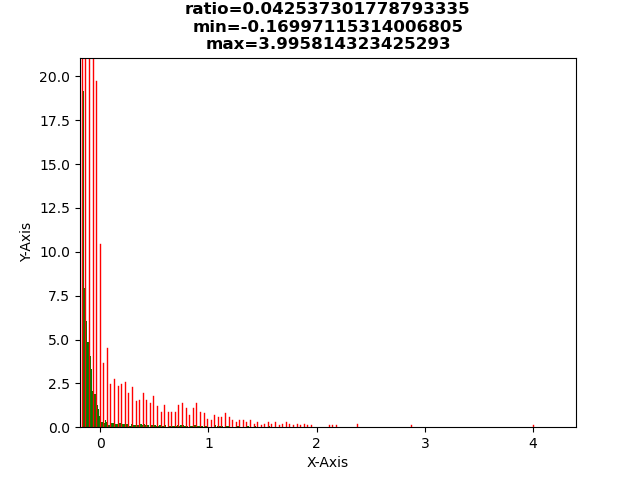 ratio=0.042537301778793335
min=-0.16997115314006805
max=3.995814323425293
20.0
17.5
15.0
12.5
10.0
7.5
5.0
2.5
0.0
Y-Axis
0 1 2 3 4
X-Axis